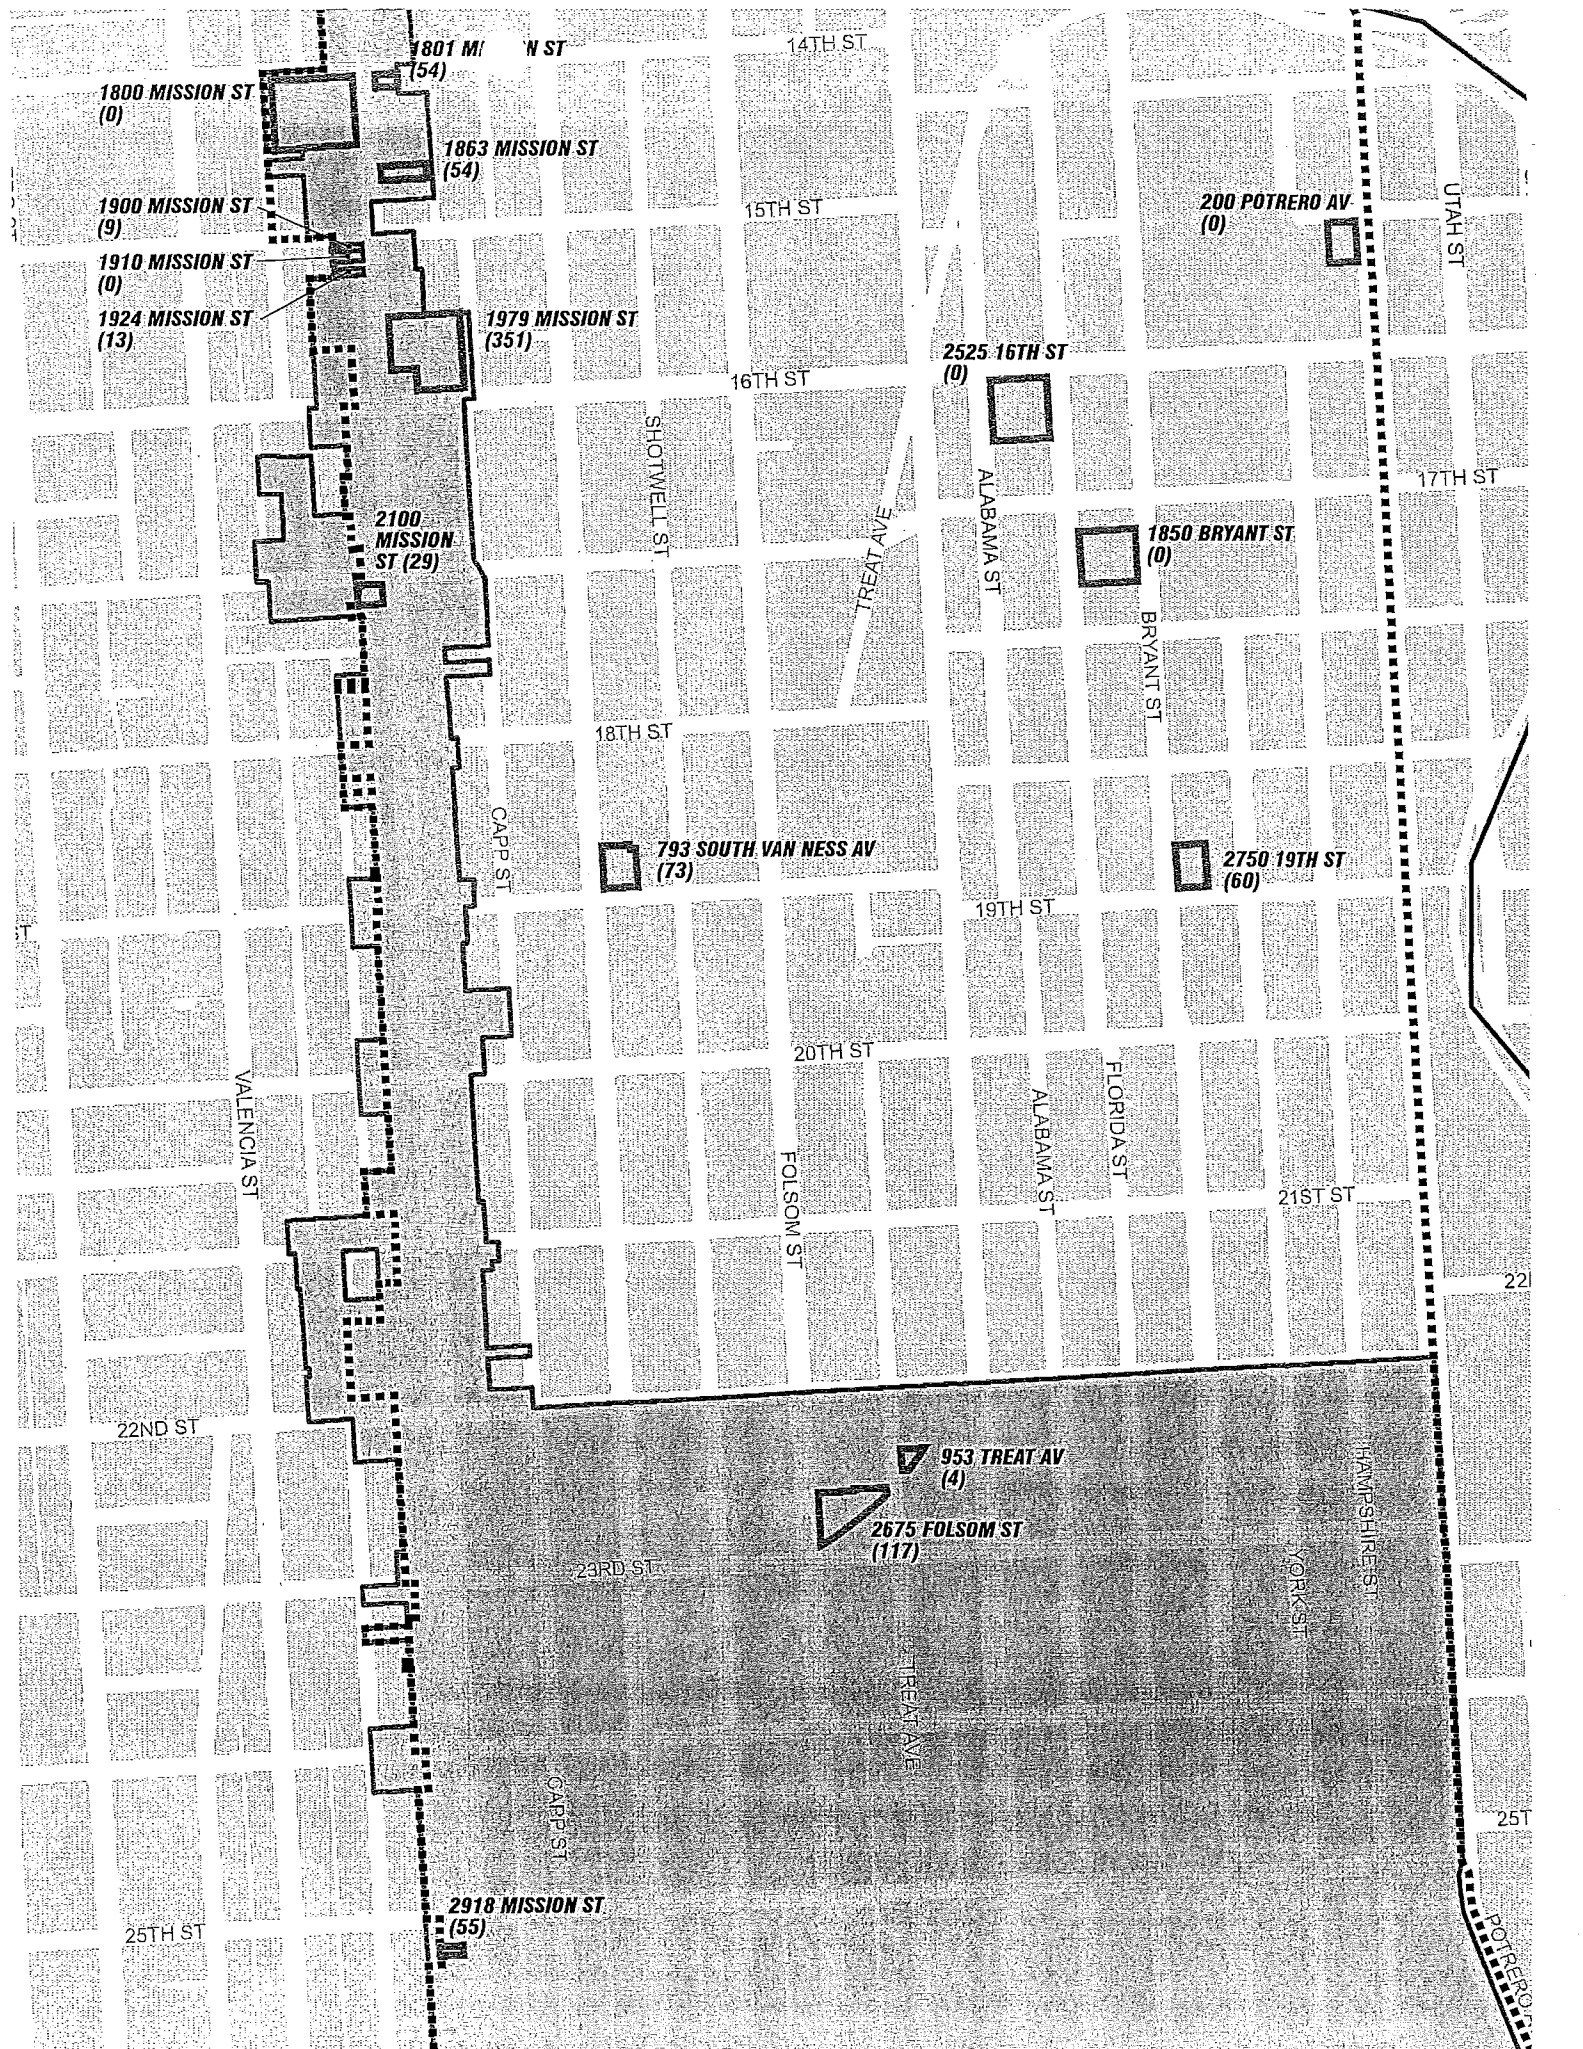 14TH ST
1801 MI N ST
(54)
1800 MISSION ST
(0)
1863 MISSION ST
(54)
1900 MISSION ST
(9)
15TH ST
200 POTRERO AV
(0)
UTAH ST
1910 MISSION ST
(0)
1924 MISSION ST
(13)
1979 MISSION ST
(351)
2525 16TH ST
(0)
16TH ST
SHOTWELL ST
ALABAMA ST
17TH ST
2100
MISSION
ST (29)
TREAT AVE
1850 BRYANT ST
(0)
BRYANT ST
18TH ST
CAPP ST
793 SOUTH VAN NESS AV
(73)
2750 19TH ST
(60)
19TH ST
ST
20TH ST
VALENCIA ST
FLORIDA ST
ALABAMA ST
FOLSOM ST
21ST ST
22
22ND ST
953 TREAT AV
(4)
HAMPSHIRE ST
2675 FOLSOM ST
(117)
23RD ST
YORK ST
TREAT AVE
CAPP ST
25T
2918 MISSION ST
(55)
25TH ST
POTRERO